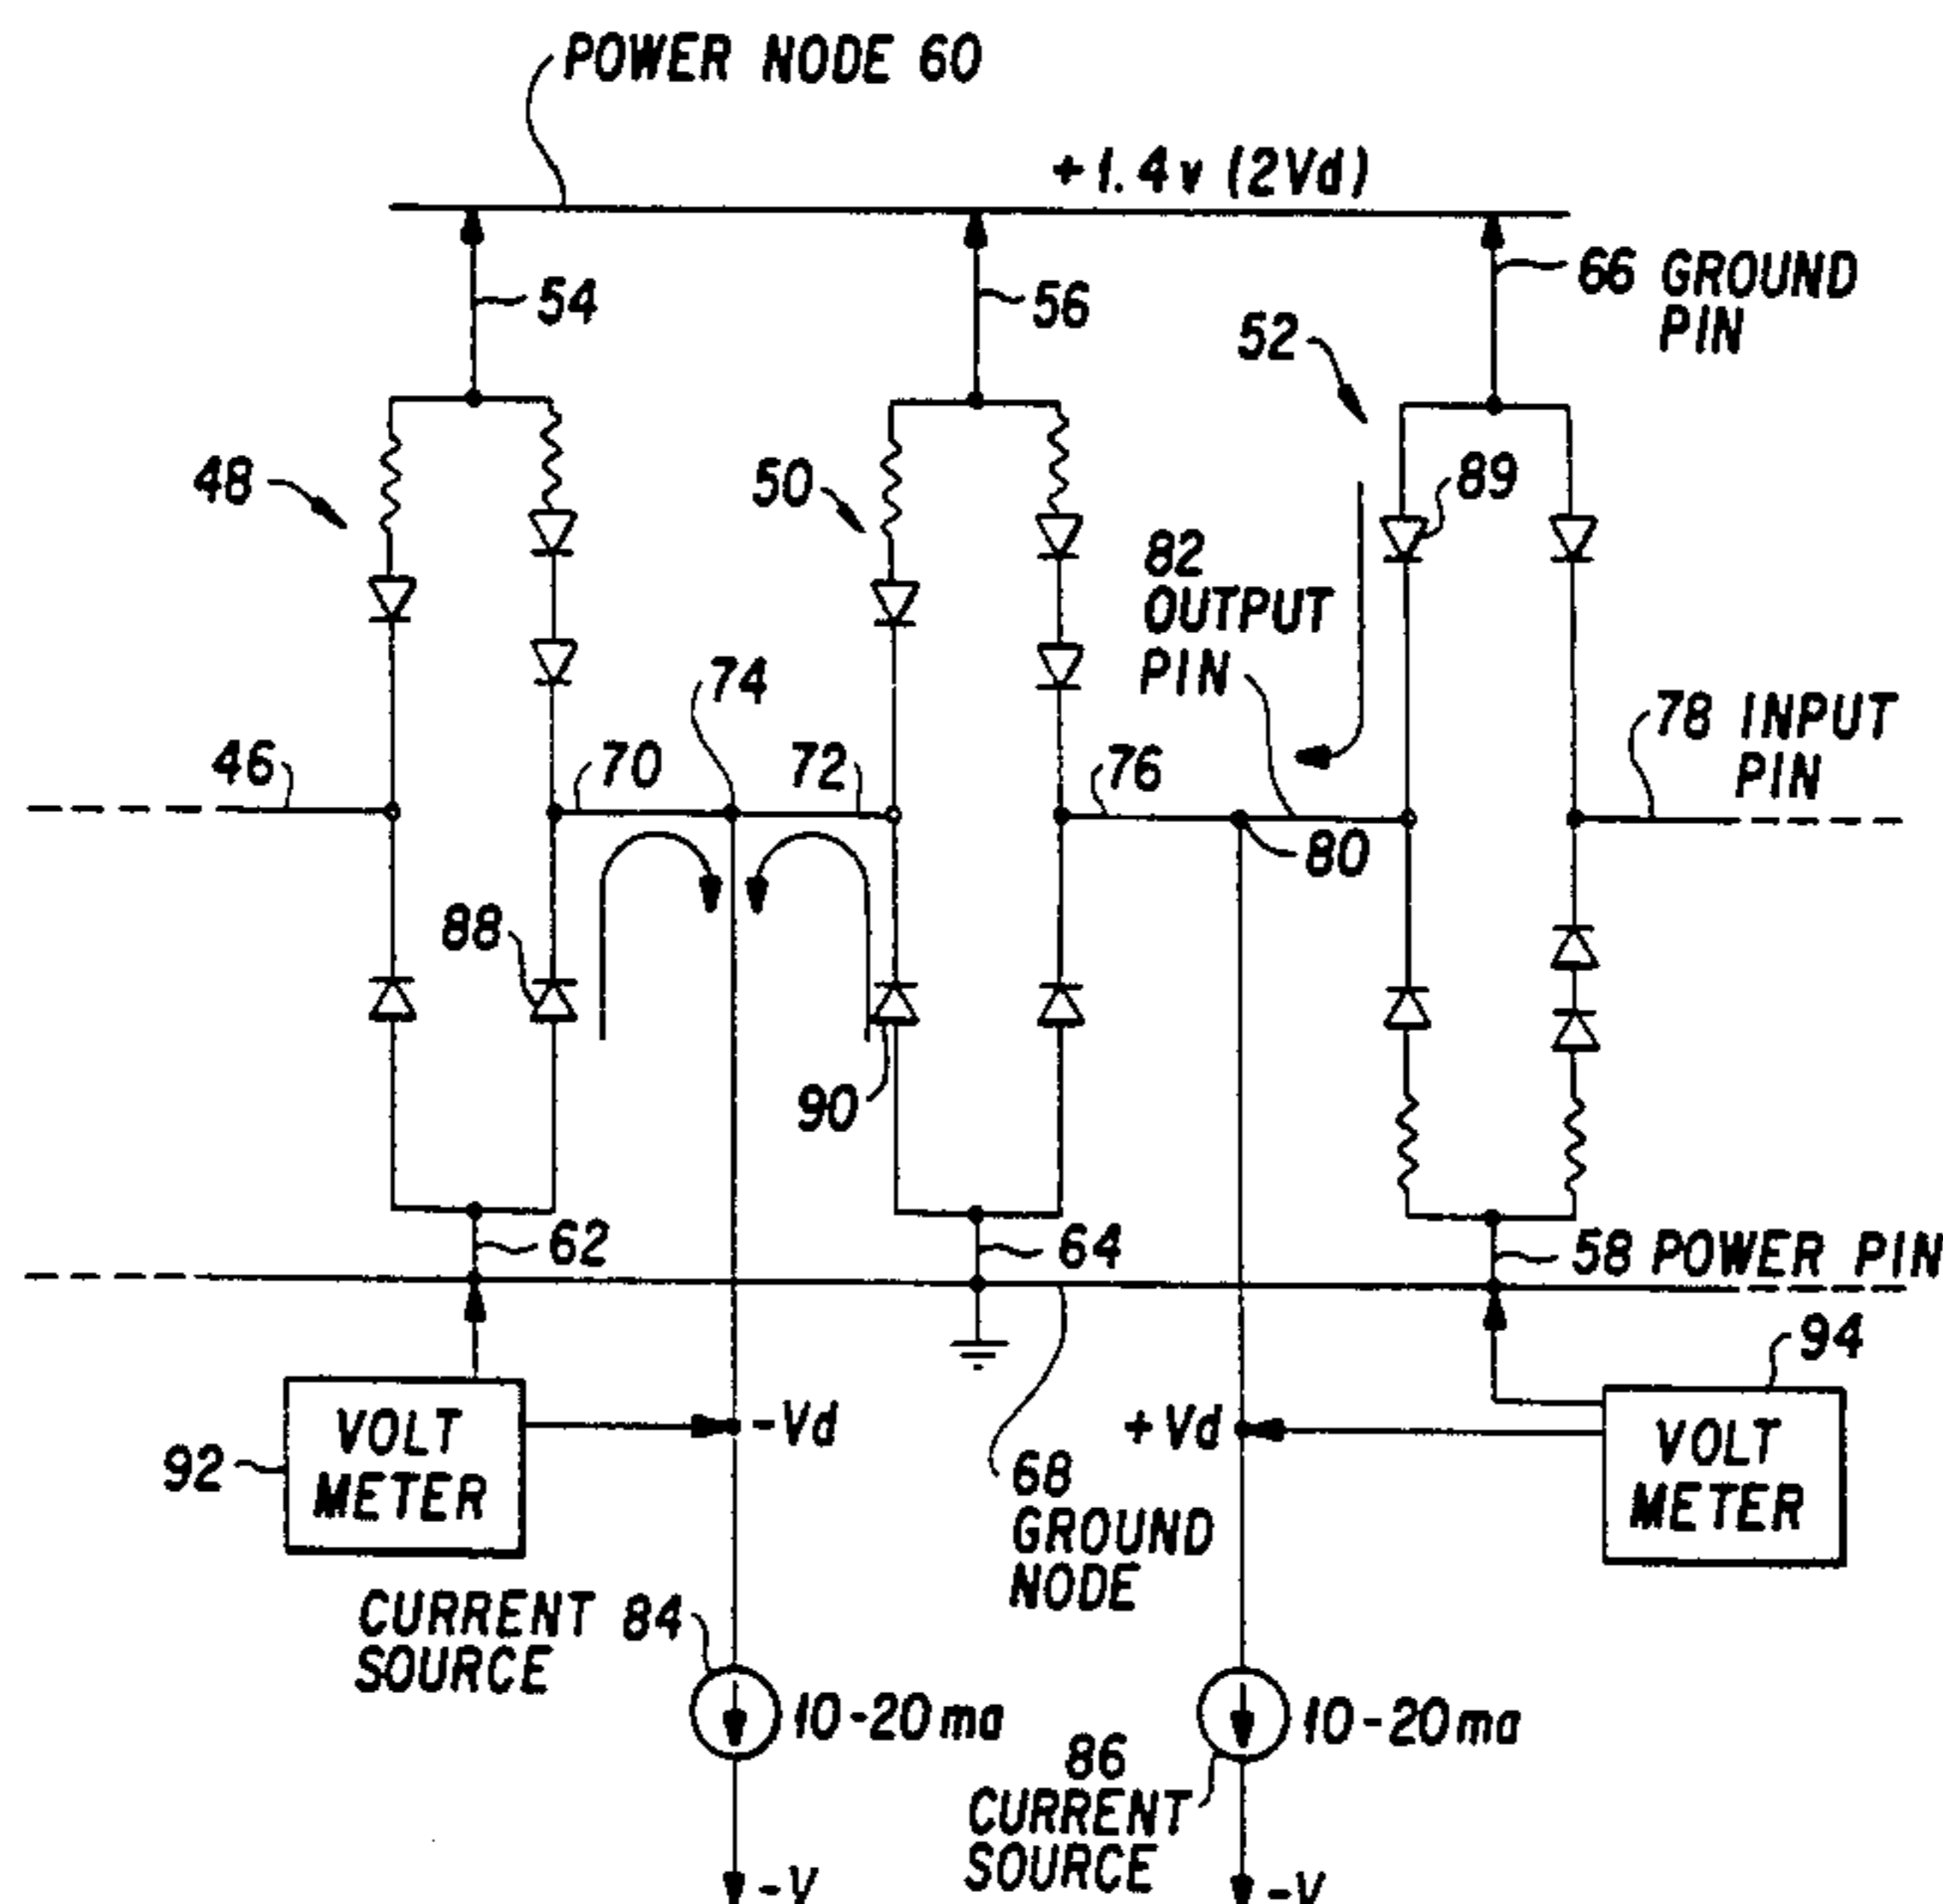 POWER NODE 60
+1.4v (2Vd)
54
56
66 GROUND
PIN
52
48
50
89
82
OUTPUT
PIN
74
46
70
72
76
78 INPUT
PIN
80
88
90
62
64
58 POWER PIN
94
VOLT
METER
92
-Vd
+Vd
VOLT
METER
68
GROUND
NODE
CURRENT 84
SOURCE
10-20ma
10-20ma
86
CURRENT
SOURCE
-V
-V